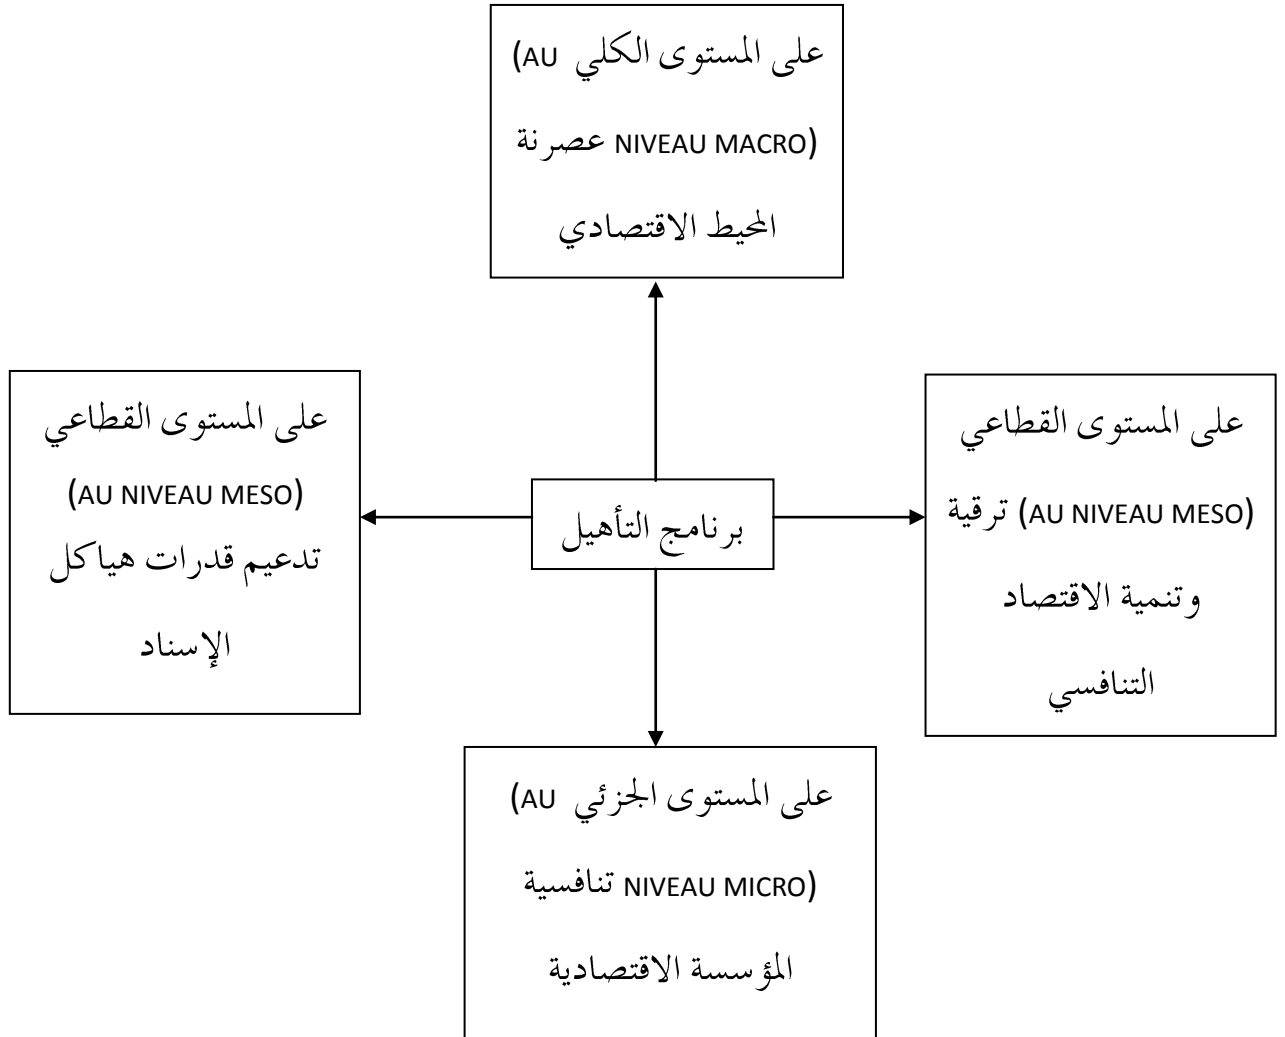 على المستوى الكلي (AU
NIVEAU MACRO) عصرنة
المحيط الاقتصادي
على المستوى القطاعي
(AU NIVEAU MESO) ترقية
وتنمية الاقتصاد
التنافسي
برنامج التأهيل
على المستوى القطاعي
(AU NIVEAU MESO)
تدعيم قدرات هياكل
الإسناد
على المستوى الجزئي (AU
NIVEAU MICRO) تنافسية
المؤسسة الاقتصادية